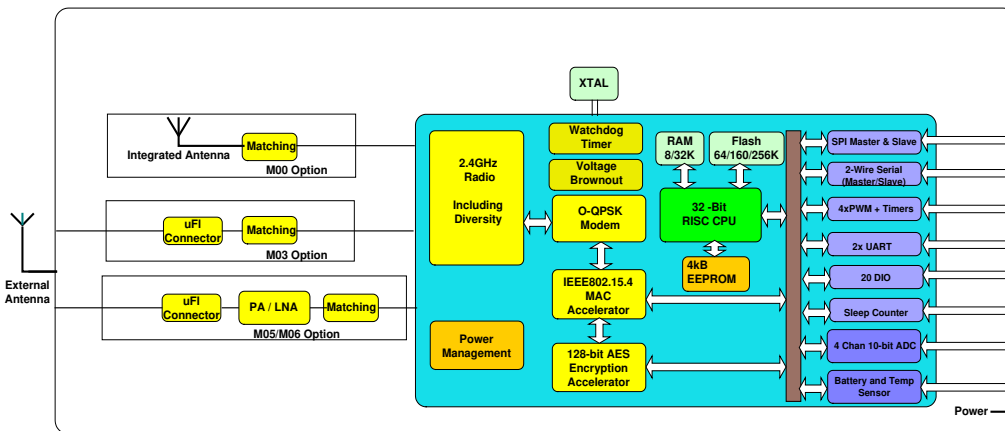 XTAL
Integrated Antenna
Matching
M00 Option
External
Antenna
uFl
Connector
Matching
M03 Option
uFl
Connector
PA / LNA
Matching
M05/M06 Option
2.4GHz
Radio
Including
Diversity
Power
Management
Watchdog
Timer
Voltage
Brownout
O-QPSK
Modem
IEEE802.15.4
MAC
Accelerator
128-bit AES
Encryption
Accelerator
RAM
8/32K
Flash
64/160/256K
32 -Bit
RISC CPU
4kB
EEPROM
SPI Master & Slave
2-Wire Serial
(Master/Slave)
4xPWM + Timers
2x UART
20 DIO
Sleep Counter
4 Chan 10-bit ADC
Battery and Temp
Sensor
Power